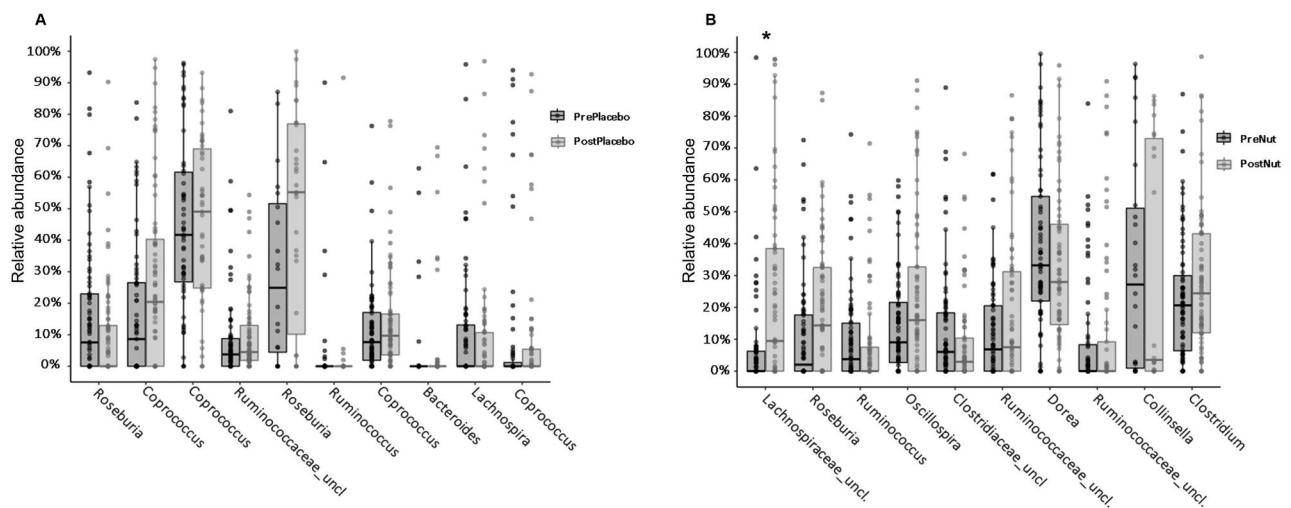 A
Relative abundance
100%
90%
80%
70%
60%
50%
40%
30%
20%
10%
0%
Roseburia
Coprococcus
Coprococcus
Ruminococcaceae_uncl
Roseburia
Ruminococcus
Coprococcus
Bacteroides
Lachnospira
Coprococcus
PrePlacebo
PostPlacebo
B
*
Relative abundance
100%
90%
80%
70%
60%
50%
40%
30%
20%
10%
0%
Lachnospiraceae_uncl.
Roseburia
Ruminococcus
Oscillospira
Clostridiaceae_uncl
Ruminococcaceae_uncl.
Dorea
Ruminococcaceae_uncl.
Collinsella
Clostridium
PreNut
PostNut